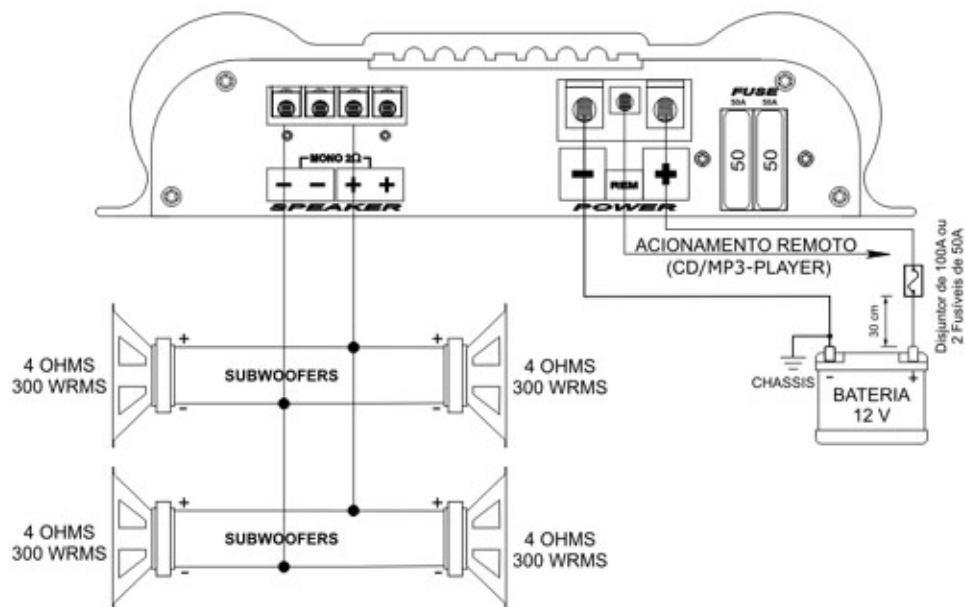 FUSE
50A 50A
50 50
MONO 2Ω
- - + +
SPEAKER
- REM +
POWER
ACIONAMENTO REMOTO
(CD/MP3-PLAYER)
Disjuntor de 100A ou
2 Fusíveis de 50A
30 cm
CHASSIS
- +
BATERIA
12 V
4 OHMS
300 WRMS
+ +
SUBWOOFERS
- -
4 OHMS
300 WRMS
4 OHMS
300 WRMS
+ +
SUBWOOFERS
- -
4 OHMS
300 WRMS